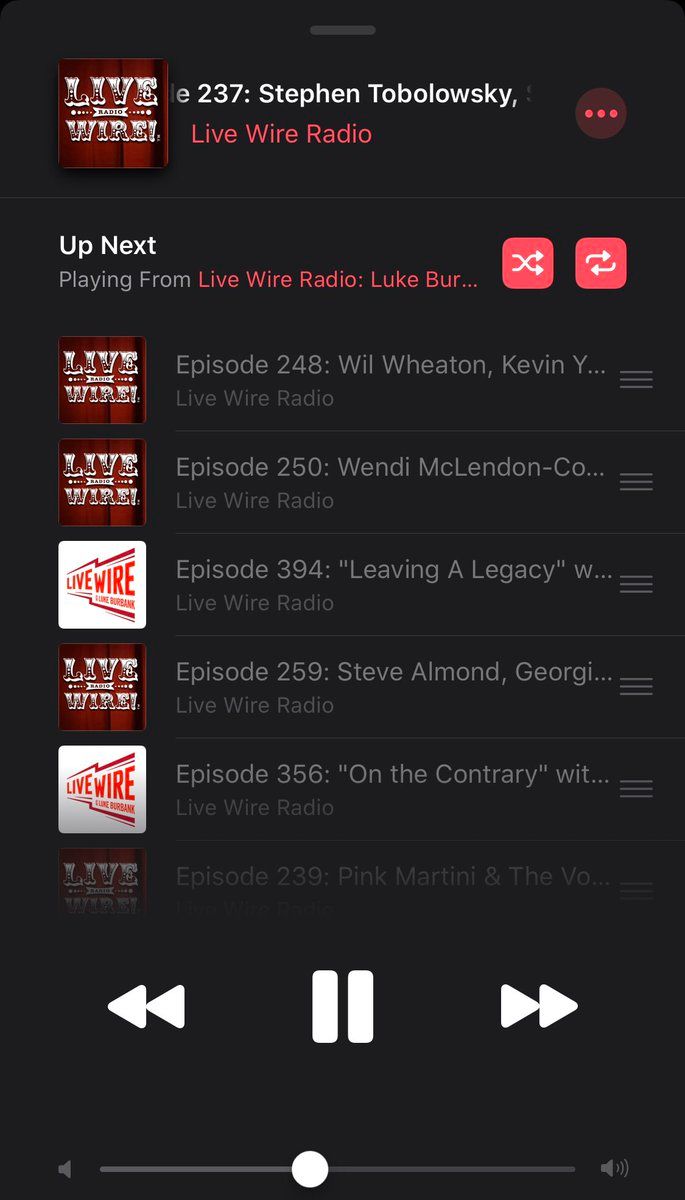 LIVE
RADIO
WIRE!
e 237: Stephen Tobolowsky,
Live Wire Radio
Up Next
Playing From Live Wire Radio: Luke Bur...
LIVE
RADIO
WIRE!
Episode 248: Wil Wheaton, Kevin Y...
Live Wire Radio
LIVE
RADIO
WIRE!
Episode 250: Wendi McLendon-Co...
Live Wire Radio
LIVE WIRE
& LUKE BURBANK
Episode 394: "Leaving A Legacy" w...
Live Wire Radio
LIVE
RADIO
WIRE!
Episode 259: Steve Almond, Georgi...
Live Wire Radio
LIVE WIRE
& LUKE BURBANK
Episode 356: "On the Contrary" wit...
Live Wire Radio
LIVE
RADIO
WIRE!
Episode 239: Pink Martini & The Vo...
Live Wire Radio